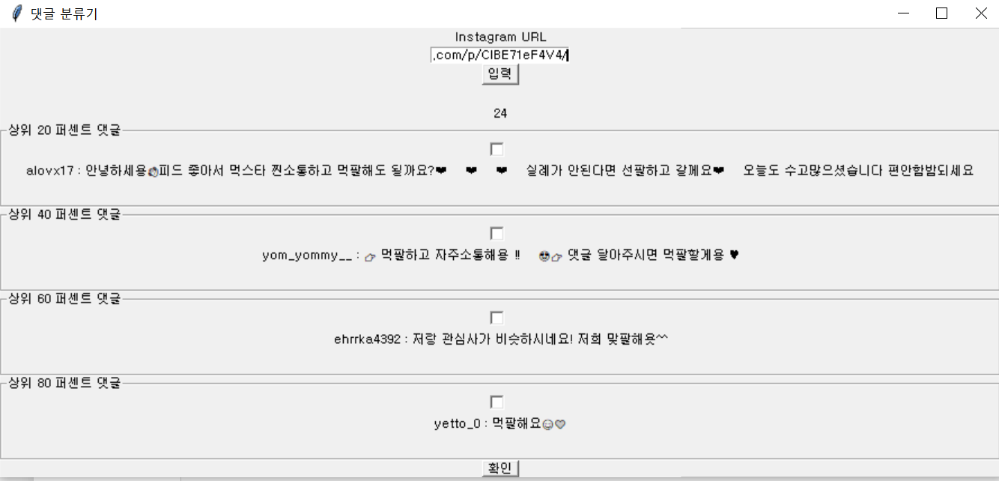 댓글 분류기
Instagram URL
.com/p/CIBE71eF4V4/
입력
24
상위 20 퍼센트 댓글
alovx17 : 안녕하세용피드 좋아서 먹스타 찐소통하고 먹팔해도 될까요?❤ ❤ ❤ 실례가 안된다면 선팔하고 갈께요❤ 오늘도 수고많으셨습니다 편안함밤되세요
상위 40 퍼센트 댓글
yom_yommy__ : 👉 먹팔하고 자주소통해용 !! 😍👉 댓글 달아주시면 먹팔할게용 ♥
상위 60 퍼센트 댓글
ehrrka4392 : 저랑 관심사가 비슷하시네요! 저희 맞팔해욧^^
상위 80 퍼센트 댓글
yetto_0 : 먹팔해요
확인